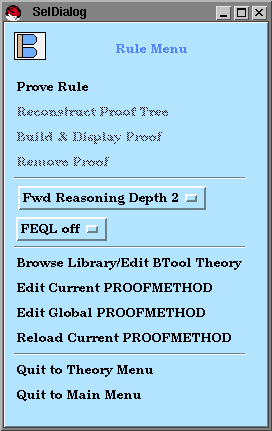 SelDialog
Rule Menu
Prove Rule
Reconstruct Proof Tree
Build & Display Proof
Remove Proof
Fwd Reasoning Depth 2
FEQL off
Browse Library/Edit BTool Theory
Edit Current PROOFMETHOD
Edit Global PROOFMETHOD
Reload Current PROOFMETHOD
Quit to Theory Menu
Quit to Main Menu